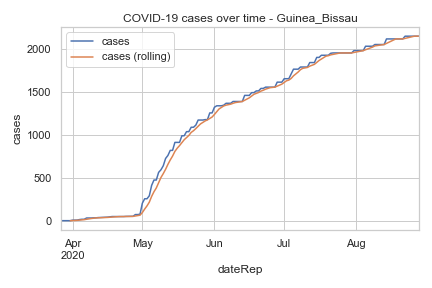 COVID-19 cases over time - Guinea_Bissau
cases
cases (rolling)
2000
1500
1000
500
0
cases
Apr
2020
May
Jun
Jul
Aug
dateRep